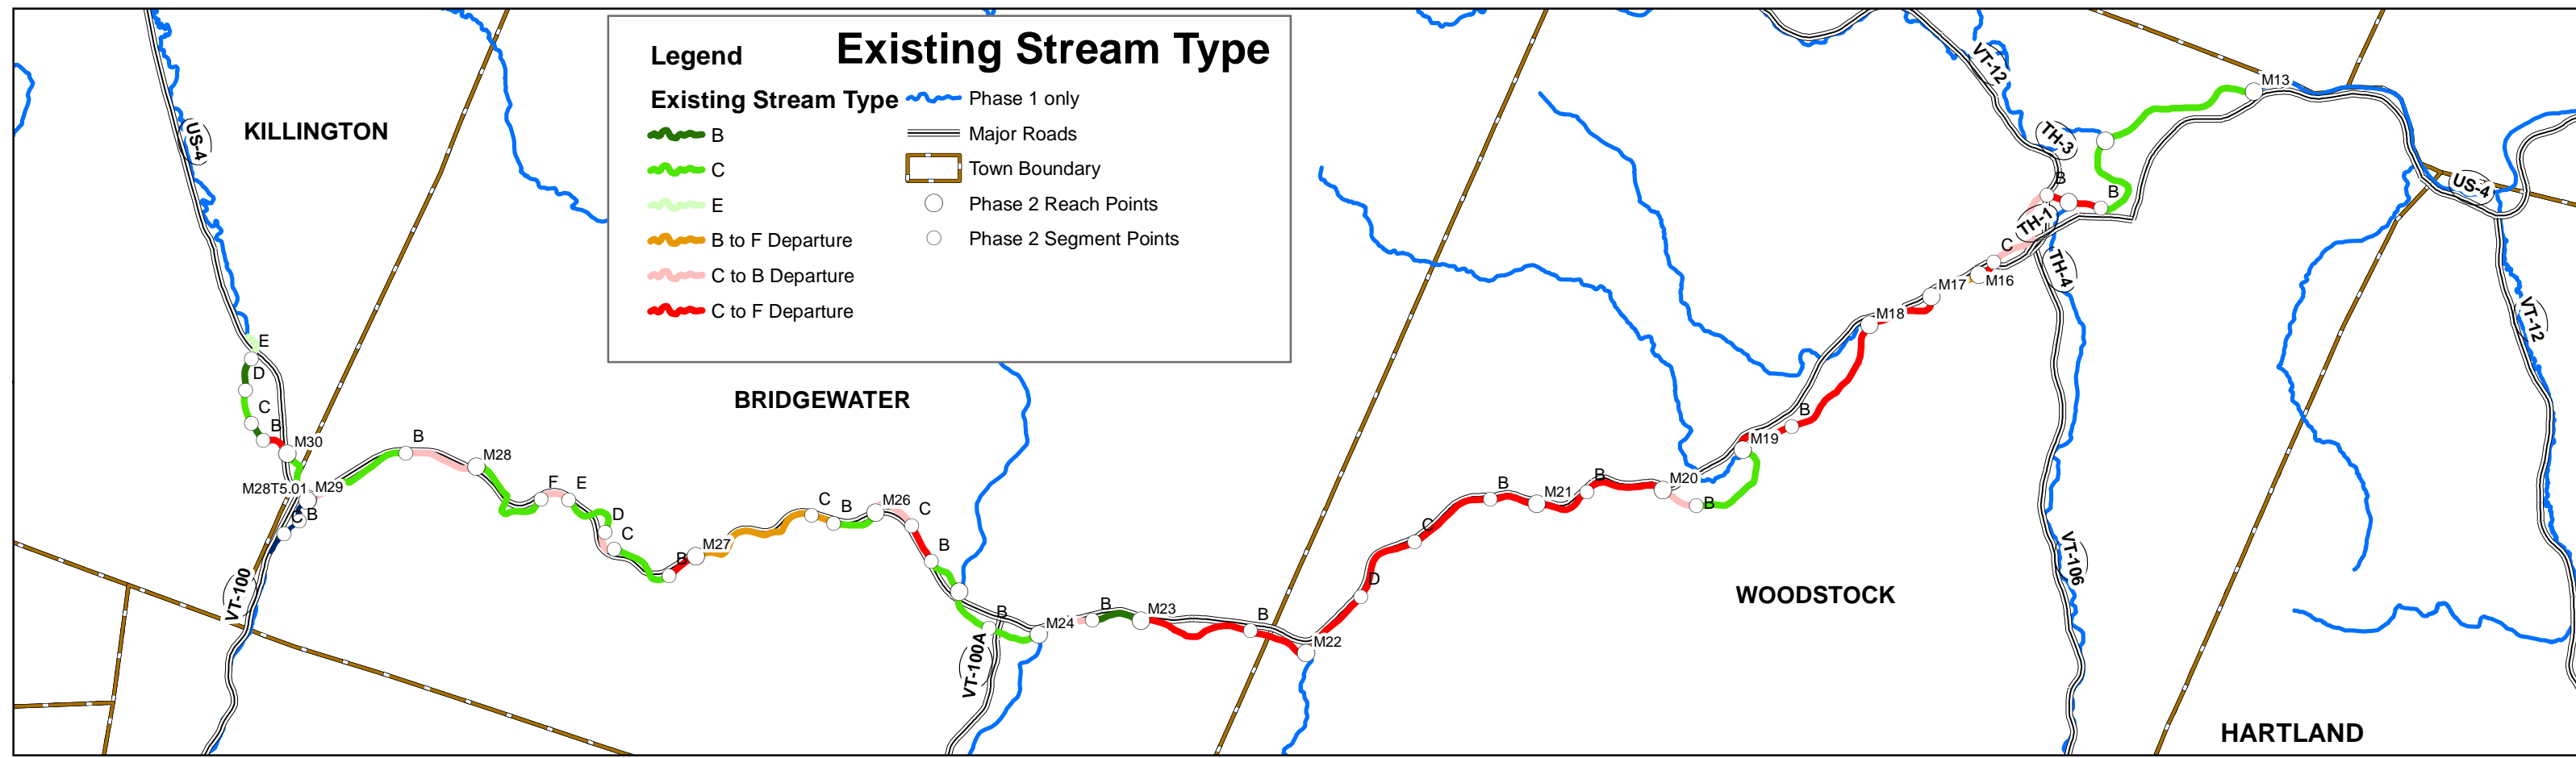 Existing Stream Type
Legend
Existing Stream Type
B
C
E
B to F Departure
C to B Departure
C to F Departure
Phase 1 only
Major Roads
Town Boundary
Phase 2 Reach Points
Phase 2 Segment Points
KILLINGTON
BRIDGEWATER
WOODSTOCK
HARTLAND
US-4
E
D
C
B
M30
M28T5.01
M29
C
B
VT-100
B
M28
F
E
D
C
B
M27
C
B
M26
C
B
B
VT-100A
M24
B
M23
B
M22
D
C
B
M21
B
M20
B
M19
B
M18
M17
M16
C
TH-1
B
B
TH-3
VT-12
M13
TH-4
VT-106
US-4
VT-12